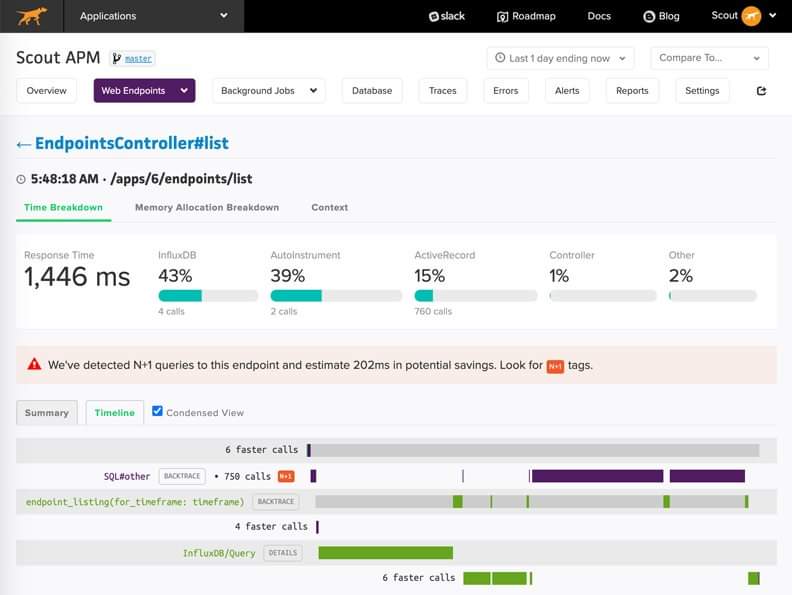 Applications
slack
Roadmap
Docs
Blog
Scout
Scout APM
master
Last 1 day ending now
Compare To...
Overview
Web Endpoints
Background Jobs
Database
Traces
Errors
Alerts
Reports
Settings
←EndpointsController#list
5:48:18 AM · /apps/6/endpoints/list
Time Breakdown
Memory Allocation Breakdown
Context
Response Time
1,446 ms
InfluxDB
43%
4 calls
AutoInstrument
39%
2 calls
ActiveRecord
15%
760 calls
Controller
1%
Other
2%
We've detected N+1 queries to this endpoint and estimate 202ms in potential savings. Look for N+1 tags.
Summary
Timeline
Condensed View
6 faster calls
SQL#other BACKTRACE • 750 calls N+1
endpoint_listing(for_timeframe: timeframe) BACKTRACE
4 faster calls
InfluxDB/Query DETAILS
6 faster calls